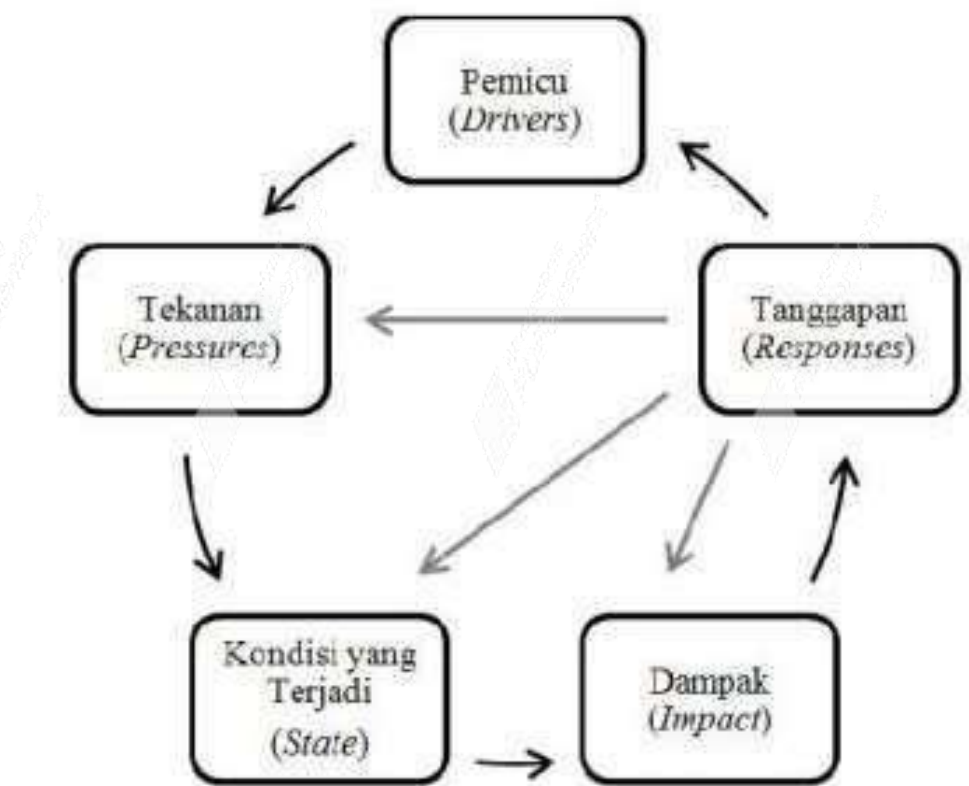 Pemicu
(Drivers)
Tekanan
(Pressures)
Tanggapan
(Responses)
Kondisi yang
Terjadi
(State)
Dampak
(Impact)